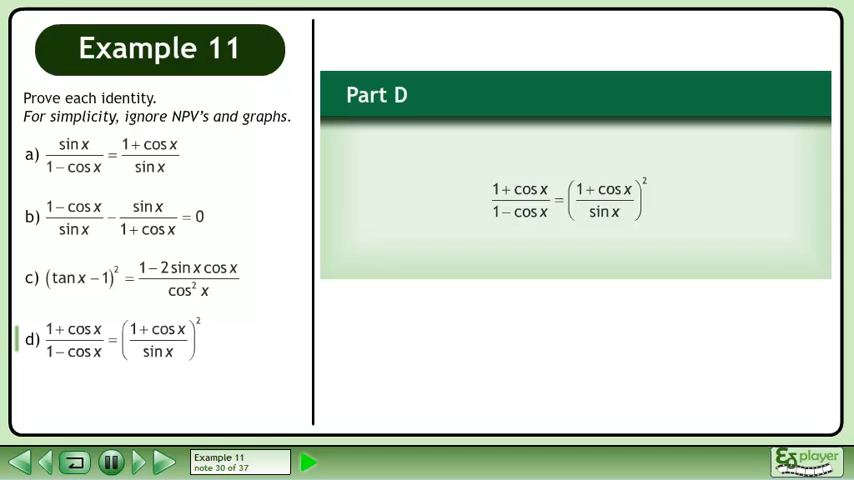 Example 11
Prove each identity.
For simplicity, ignore NPV's and graphs.
a) sin x / 1 − cos x = 1 + cos x / sin x
b) 1 − cos x / sin x − sin x / 1 + cos x = 0
c) (tan x − 1)² = 1 − 2 sin x cos x / cos² x
d) 1 + cos x / 1 − cos x = (1 + cos x / sin x)²
Part D
1 + cos x / 1 − cos x = (1 + cos x / sin x)²
Example 11
note 30 of 37
player